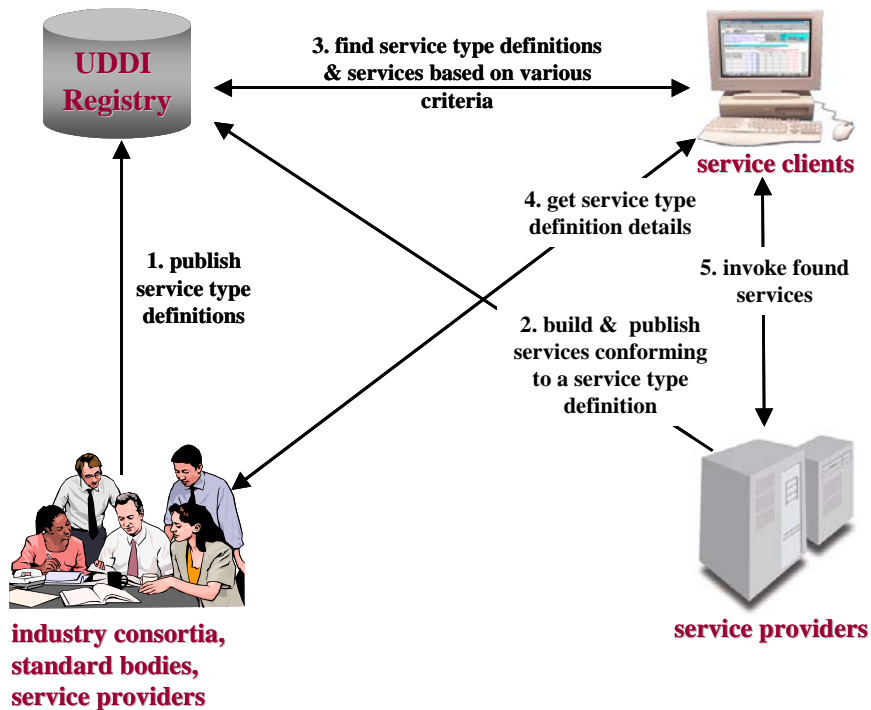 UDDI
Registry
3. find service type definitions
& services based on various
criteria
service clients
4. get service type
definition details
1. publish
service type
definitions
5. invoke found
services
2. build & publish
services conforming
to a service type
definition
industry consortia,
standard bodies,
service providers
service providers